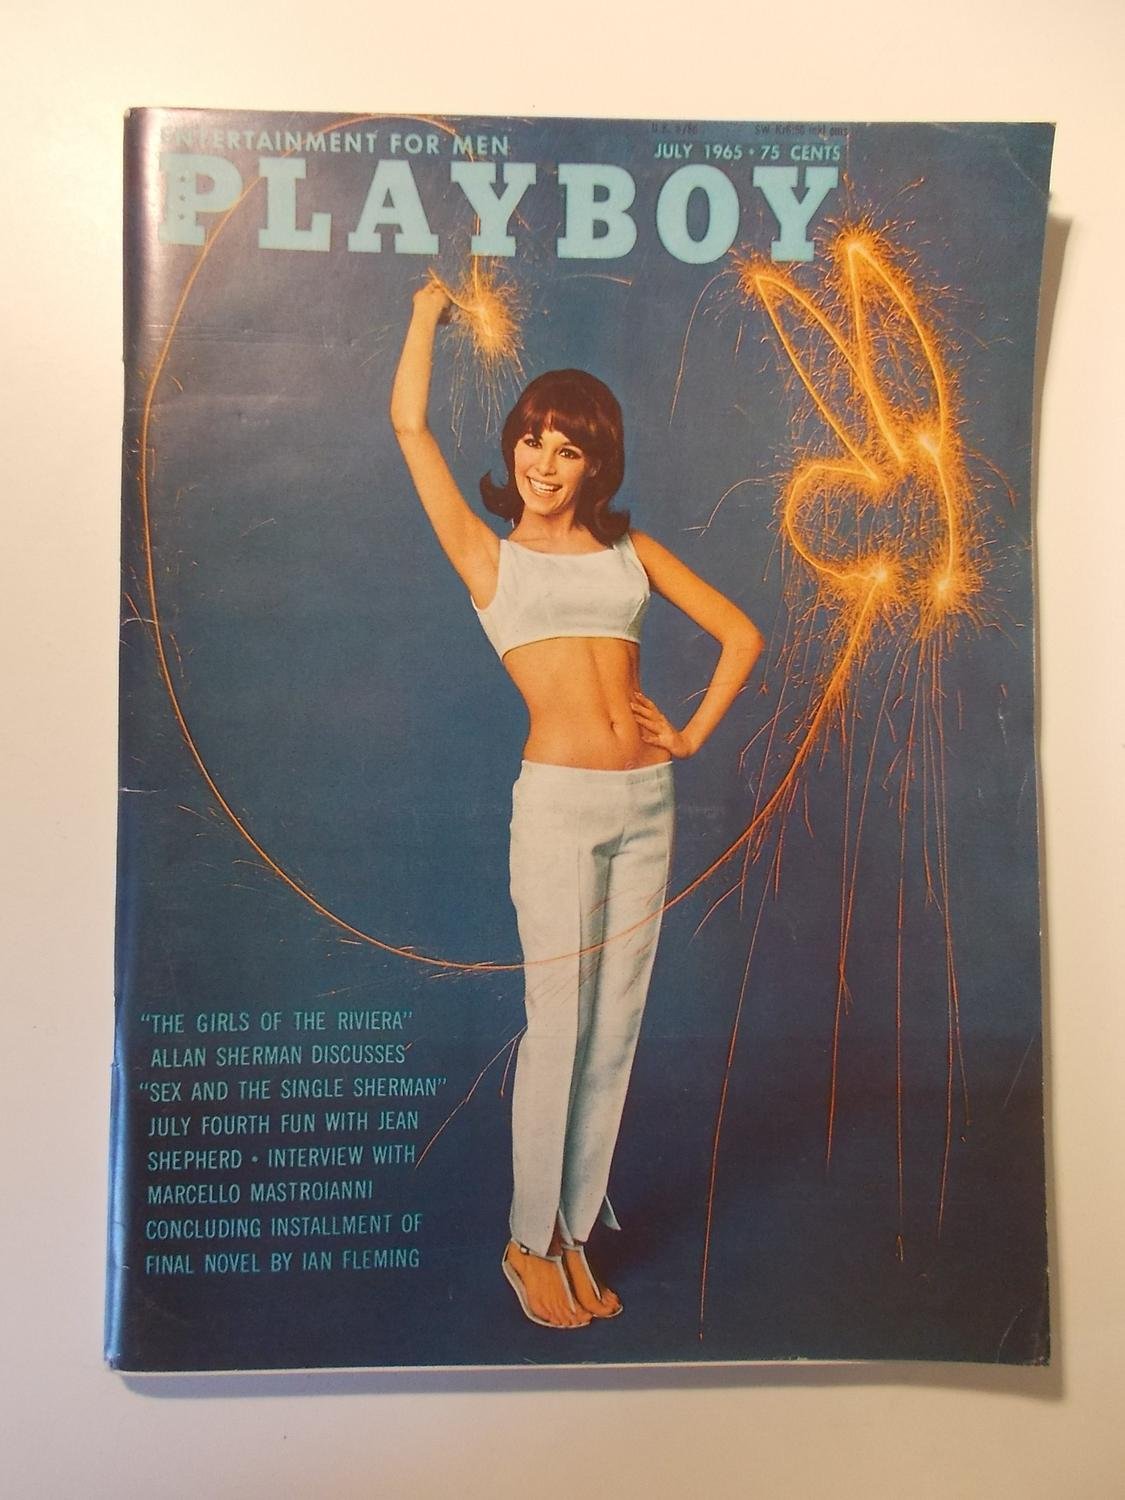 ENTERTAINMENT FOR MEN
JULY 1965 • 75 CENTS
PLAYBOY
"THE GIRLS OF THE RIVIERA"
ALLAN SHERMAN DISCUSSES
"SEX AND THE SINGLE SHERMAN"
JULY FOURTH FUN WITH JEAN
SHEPHERD • INTERVIEW WITH
MARCELLO MASTROIANNI
CONCLUDING INSTALLMENT OF
FINAL NOVEL BY IAN FLEMING